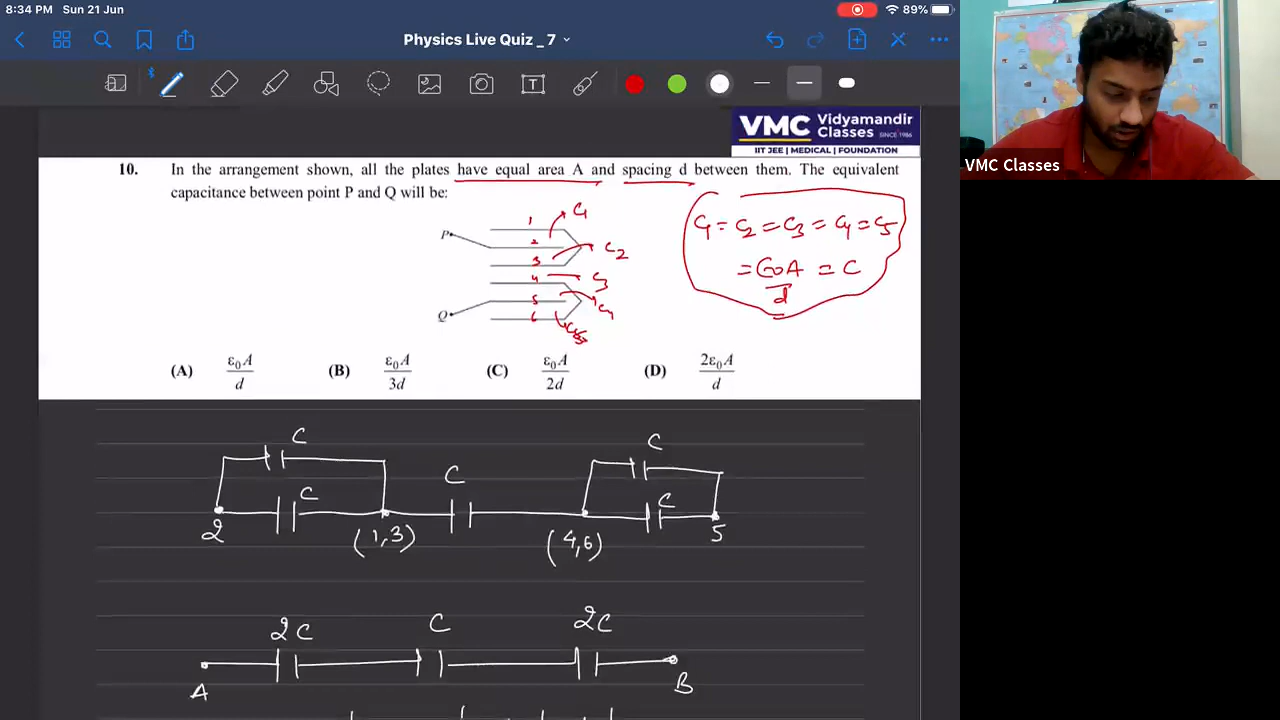 8:34 PM Sun 21 Jun
89%
Physics Live Quiz _ 7
VMC Vidyamandir Classes SINCE 1986
IIT JEE | MEDICAL | FOUNDATION
VMC Classes
10. In the arrangement shown, all the plates have equal area A and spacing d between them. The equivalent
capacitance between point P and Q will be:
P
Q
1
2
3
4
5
6
C1
C2
C3
C4
C5
C1 = C2 = C3 = C4 = C5
= ε0A/d = C
(A) ε0A/d (B) ε0A/3d (C) ε0A/2d (D) 2ε0A/d
C C
C C C
2 (1,3) (4,6) 5
2C C 2C
A B